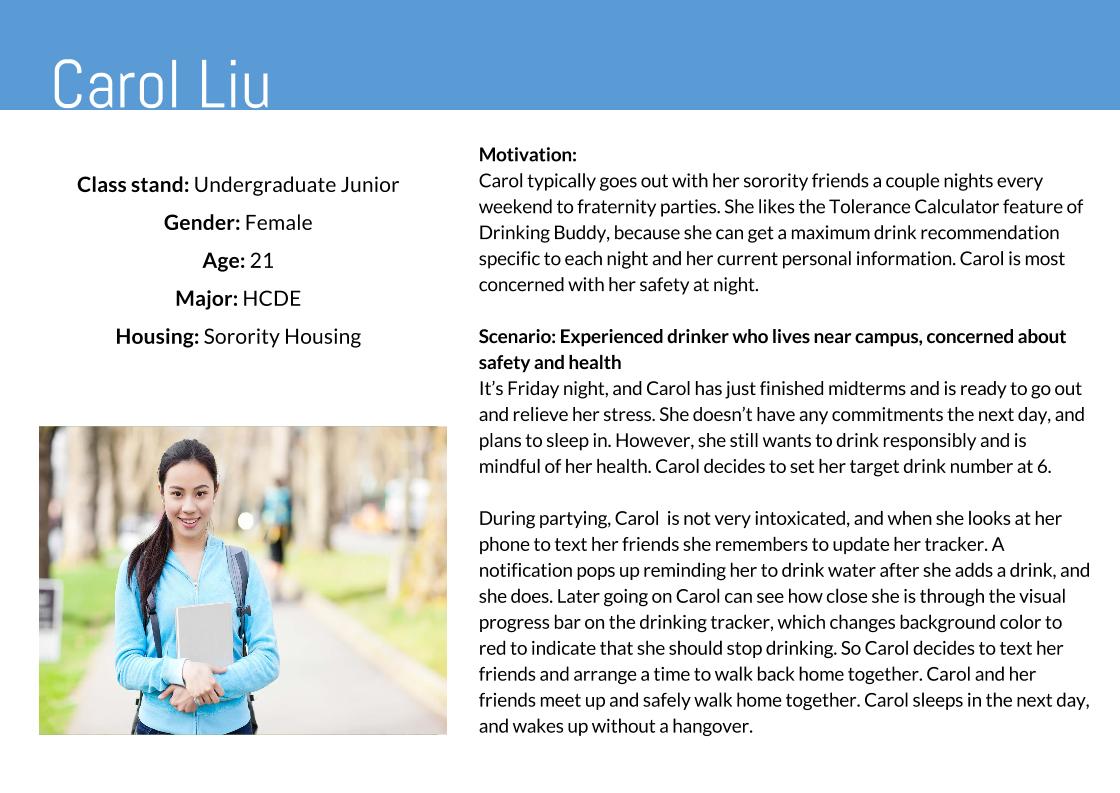 Carol Liu
Class stand: Undergraduate Junior
Gender: Female
Age: 21
Major: HCDE
Housing: Sorority Housing
Motivation:
Carol typically goes out with her sorority friends a couple nights every
weekend to fraternity parties. She likes the Tolerance Calculator feature of
Drinking Buddy, because she can get a maximum drink recommendation
specific to each night and her current personal information. Carol is most
concerned with her safety at night.
Scenario: Experienced drinker who lives near campus, concerned about
safety and health
It’s Friday night, and Carol has just finished midterms and is ready to go out
and relieve her stress. She doesn’t have any commitments the next day, and
plans to sleep in. However, she still wants to drink responsibly and is
mindful of her health. Carol decides to set her target drink number at 6.
During partying, Carol  is not very intoxicated, and when she looks at her
phone to text her friends she remembers to update her tracker. A
notification pops up reminding her to drink water after she adds a drink, and
she does. Later going on Carol can see how close she is through the visual
progress bar on the drinking tracker, which changes background color to
red to indicate that she should stop drinking. So Carol decides to text her
friends and arrange a time to walk back home together. Carol and her
friends meet up and safely walk home together. Carol sleeps in the next day,
and wakes up without a hangover.